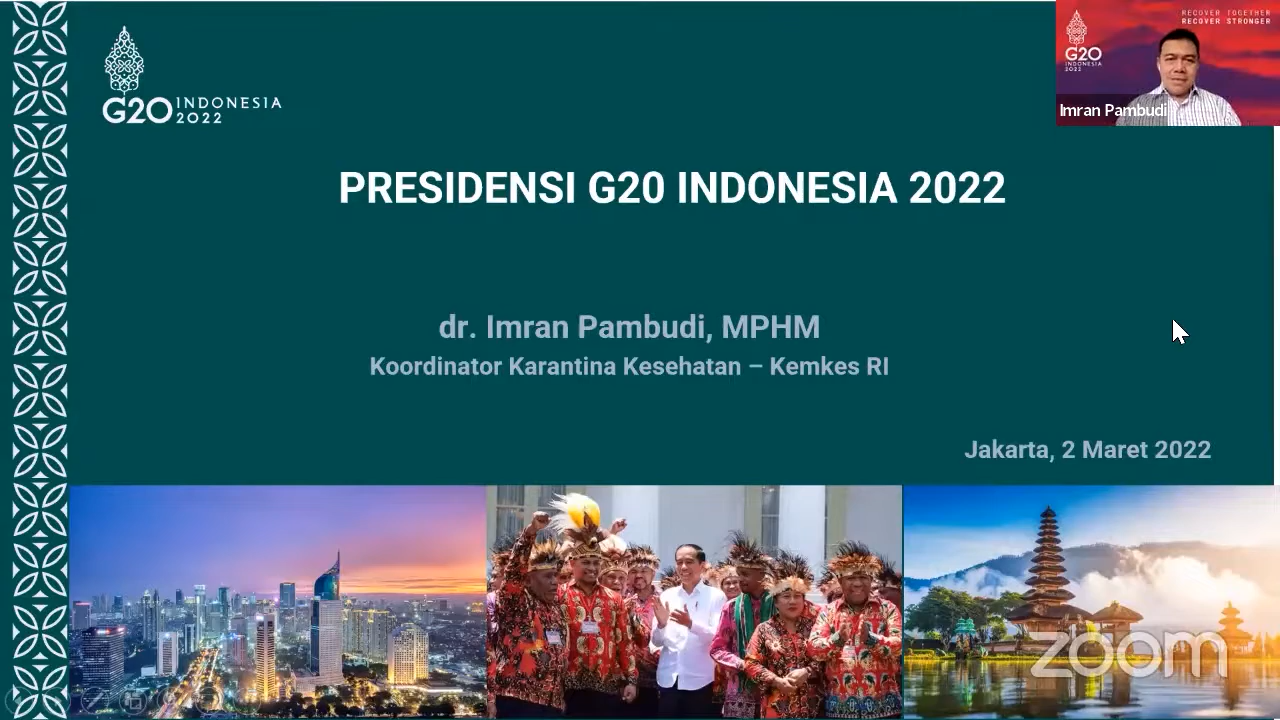 G20 INDONESIA
2022
RECOVER TOGETHER
RECOVER STRONGER
G20
INDONESIA
2022
Imran Pambudi
PRESIDENSI G20 INDONESIA 2022
dr. Imran Pambudi, MPHM
Koordinator Karantina Kesehatan – Kemkes RI
Jakarta, 2 Maret 2022
zoom